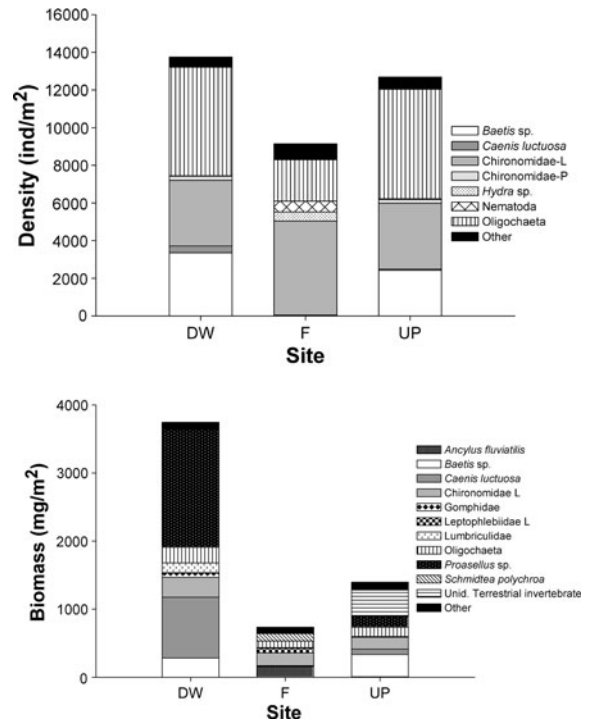 16000
14000
12000
10000
8000
6000
4000
2000
0
Density (ind/m²)
DW
F
UP
Site
Baetis sp.
Caenis luctuosa
Chironomidae-L
Chironomidae-P
Hydra sp.
Nematoda
Oligochaeta
Other
4000
3000
2000
1000
0
Biomass (mg/m²)
DW
F
UP
Site
Ancylus fluviatilis
Baetis sp.
Caenis luctuosa
Chironomidae L
Gomphidae
Leptophlebiidae L
Lumbriculidae
Oligochaeta
Proasellus sp.
Schmidtea polychroa
Unid. Terrestrial invertebrate
Other